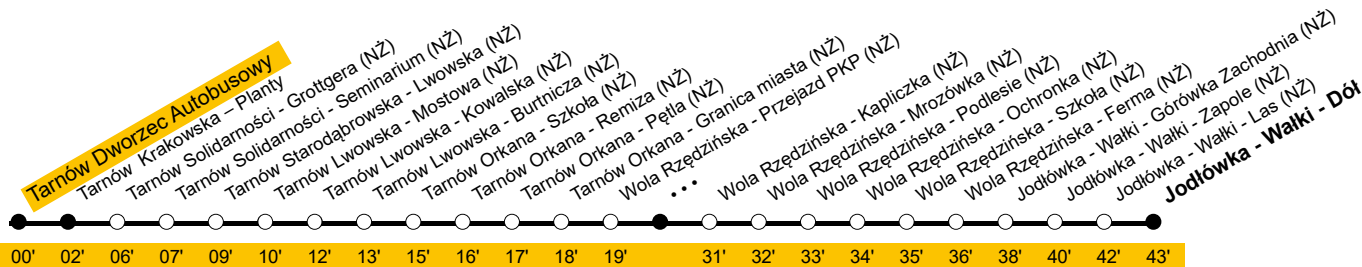 Tarnów Dworzec Autobusowy
Tarnów Krakowska – Planty
Tarnów Solidarności - Grottgera (NŻ)
Tarnów Solidarności - Seminarium (NŻ)
Tarnów Starodąbrowska - Lwowska (NŻ)
Tarnów Lwowska - Mostowa (NŻ)
Tarnów Lwowska - Kowalska (NŻ)
Tarnów Lwowska - Burtnicza (NŻ)
Tarnów Orkana - Szkoła (NŻ)
Tarnów Orkana - Remiza (NŻ)
Tarnów Orkana - Pętla (NŻ)
Tarnów Orkana - Granica miasta (NŻ)
Wola Rzędzińska - Przejazd PKP (NŻ)
...
Wola Rzędzińska - Kapliczka (NŻ)
Wola Rzędzińska - Mrozówka (NŻ)
Wola Rzędzińska - Podlesie (NŻ)
Wola Rzędzińska - Ochronka (NŻ)
Wola Rzędzińska - Szkoła (NŻ)
Wola Rzędzińska - Ferma (NŻ)
Jodłówka - Wałki - Górówka Zachodnia (NŻ)
Jodłówka - Wałki - Zapole (NŻ)
Jodłówka - Wałki - Las (NŻ)
Jodłówka - Wałki - Dół
00' 02' 06' 07' 09' 10' 12' 13' 15' 16' 17' 18' 19' 31' 32' 33' 34' 35' 36' 38' 40' 42' 43'